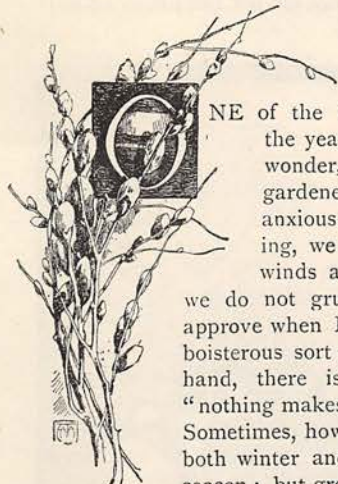 ONE of the
the yea
wonder,
gardene
anxious
ing, we
winds a
we do not gru
approve when
boisterous sort
hand, there is
“nothing makes
Sometimes, how
both winter and
season; but gr